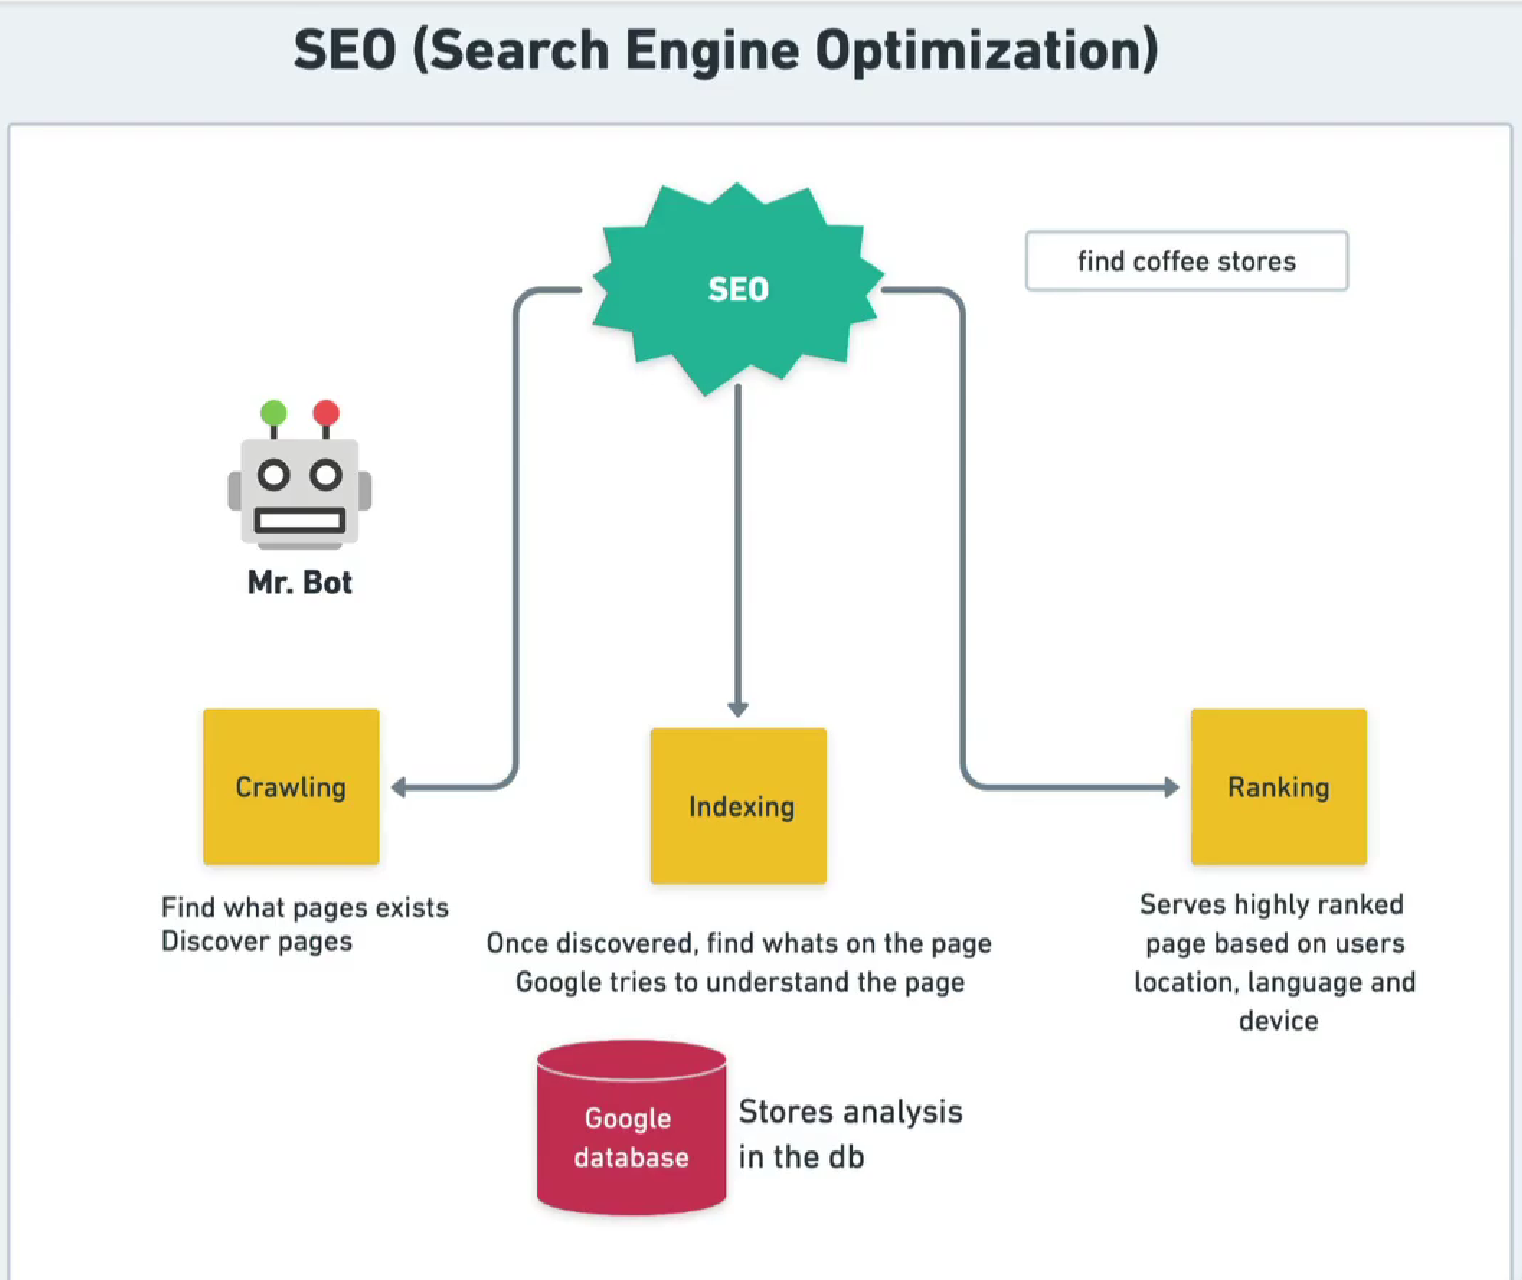 SEO (Search Engine Optimization)
SEO
find coffee stores
Mr. Bot
Crawling
Find what pages exists
Discover pages
Indexing
Once discovered, find whats on the page
Google tries to understand the page
Ranking
Serves highly ranked
page based on users
location, language and
device
Google
database
Stores analysis
in the db